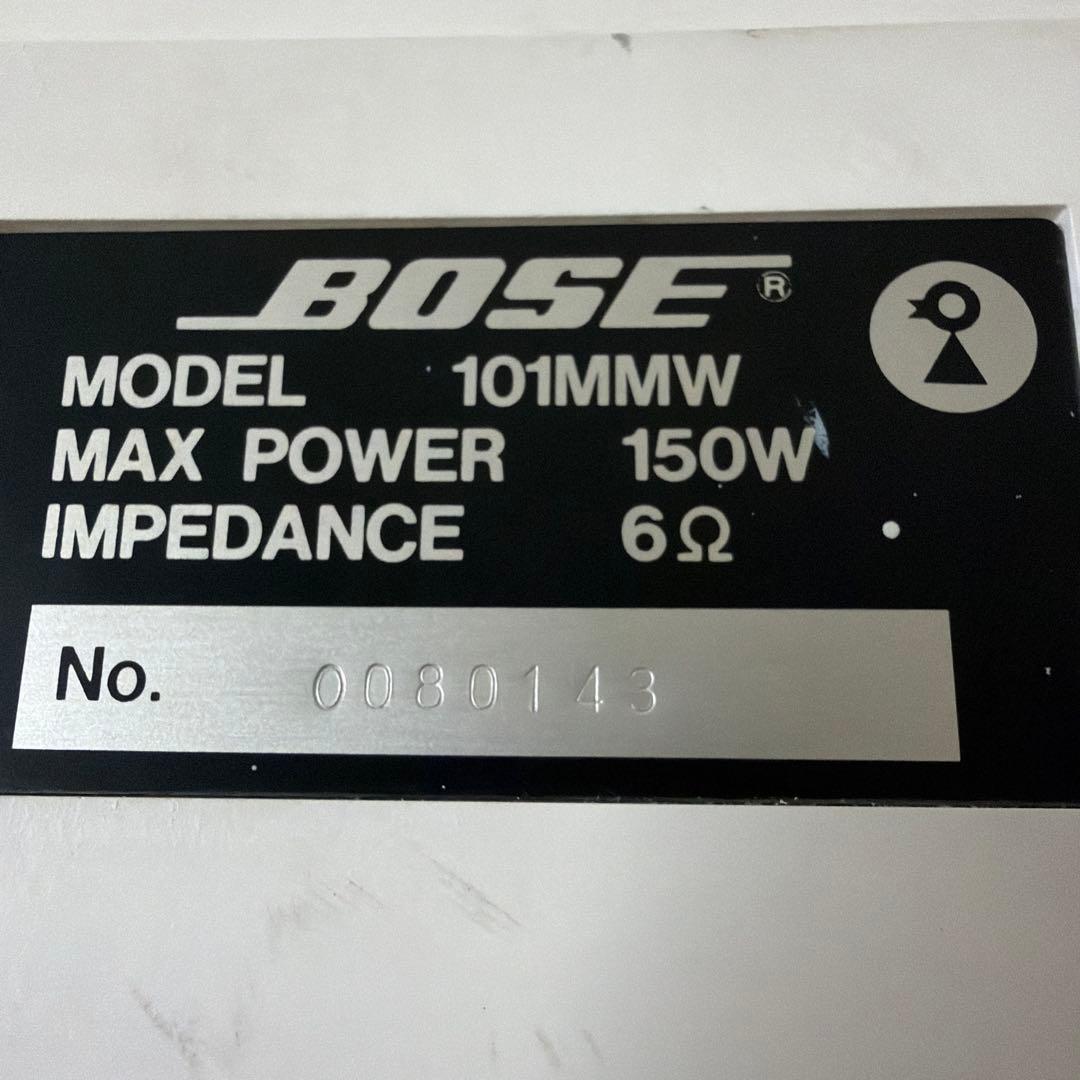 BOSE®
MODEL 101MMW
MAX POWER 150W
IMPEDANCE 6Ω
No. 0080143